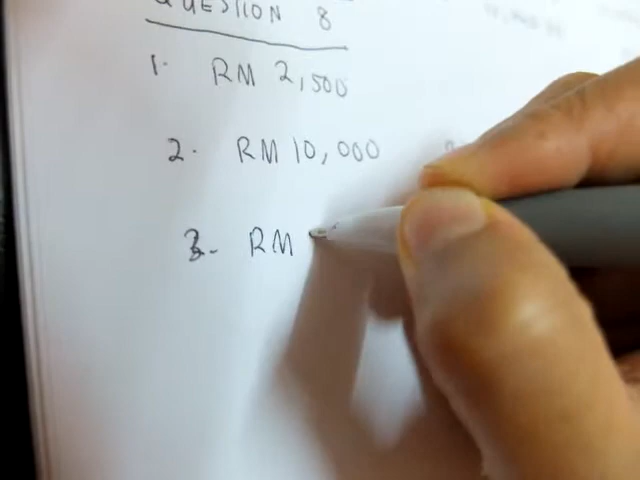 QUESTION 8
1. RM 2,500
2. RM 10,000
3. RM